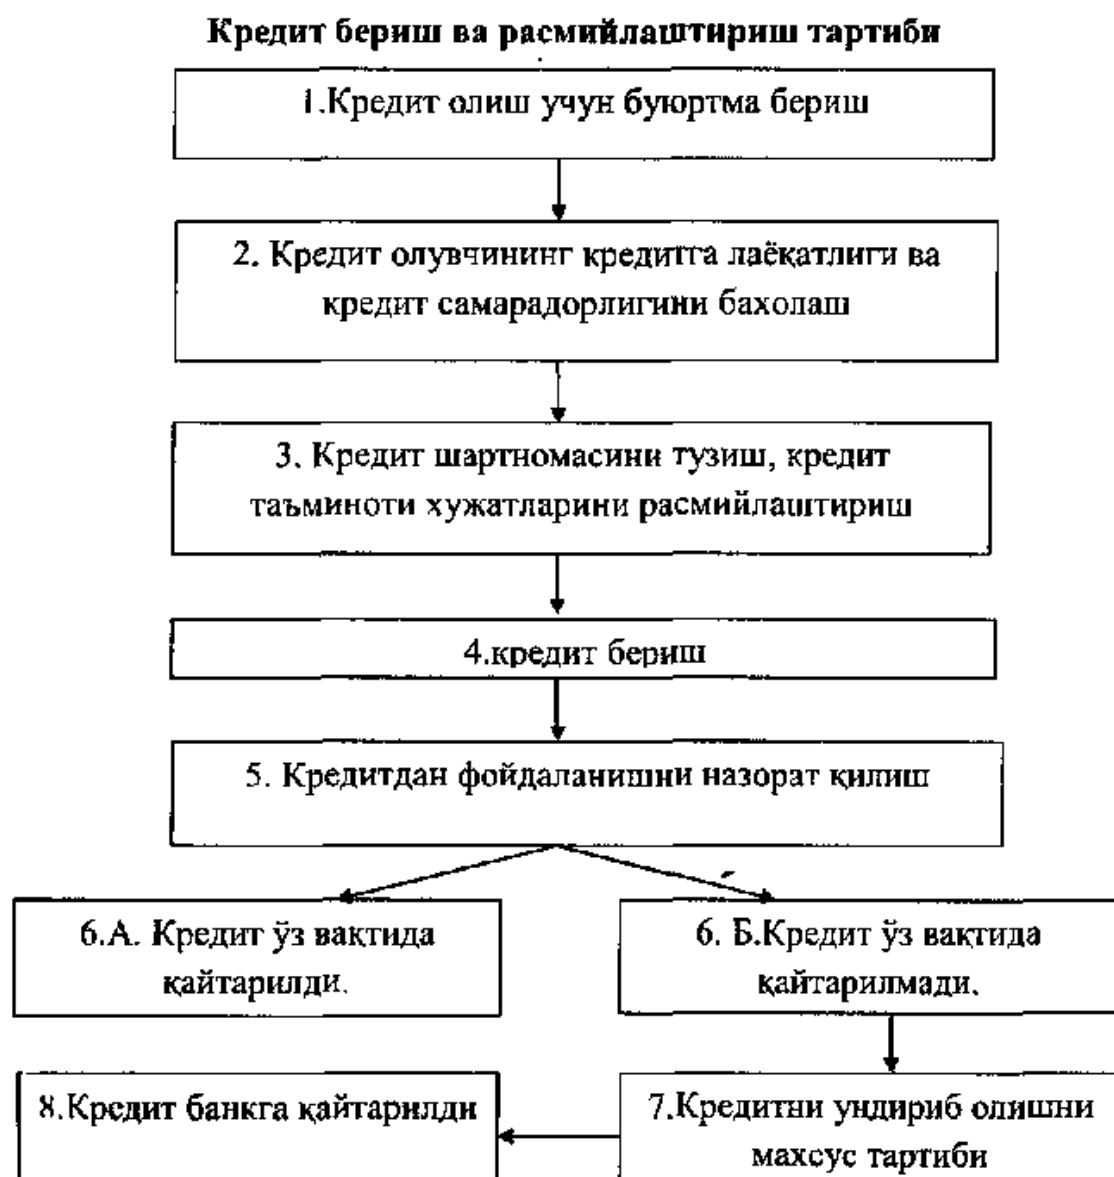 Кредит бериш ва расмийлаштириш тартиби
1.Кредит олиш учун буюртма бериш
2. Кредит олувчининг кредитга лаёқатлиги ва
кредит самарадорлигини бахолаш
3. Кредит шартномасини тузиш, кредит
таъминоти хужатларини расмийлаштириш
4.кредит бериш
5. Кредитдан фойдаланишни назорат қилиш
6.А. Кредит ўз вақтида
қайтарилди.
6. Б.Кредит ўз вақтида
қайтарилмади.
8.Кредит банкга қайтарилди
7.Кредитни ундириб олишни
махсус тартиби